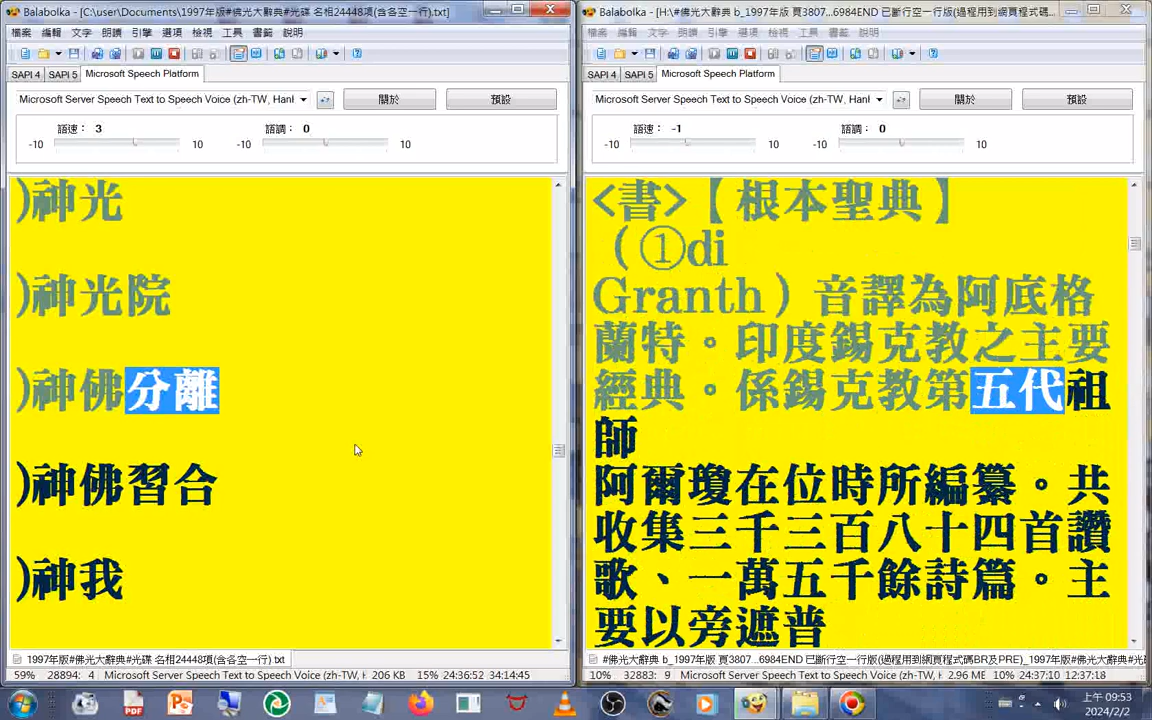 Balabolka - [C:\user\Documents\1997年版#佛光大辭典#光碟 名相24448項(含各空一行).txt]
檔案 編輯 文字 朗讀 引擎 選項 檢視 工具 書籤 說明
SAPI 4 SAPI 5 Microsoft Speech Platform
Microsoft Server Speech Text to Speech Voice (zh-TW, Hanl
關於
預設
語速： 3 語調： 0
-10 10 -10 10
)神光
)神光院
)神佛分離
)神佛習合
)神我
1997年版#佛光大辭典#光碟 名相24448項(含各空一行).txt
59% 28894: 4 Microsoft Server Speech Text to Speech Voice (zh-TW, H 206 KB 15% 24:36:52 34:14:45
Balabolka - [H:\#佛光大辭典 b_1997年版 頁3807...6984END 已斷行空一行版(過程用到網頁程式碼...
檔案 編輯 文字 朗讀 引擎 選項 檢視 工具 書籤 說明
SAPI 4 SAPI 5 Microsoft Speech Platform
Microsoft Server Speech Text to Speech Voice (zh-TW, Hanl
關於
預設
語速： -1 語調： 0
-10 10 -10 10
<書>【根本聖典】
（①di
Granth）音譯為阿底格
蘭特。印度錫克教之主要
經典。係錫克教第五代祖
師
阿爾瓊在位時所編纂。共
收集三千三百八十四首讚
歌、一萬五千餘詩篇。主
要以旁遮普
#佛光大辭典 b_1997年版 頁3807...6984END 已斷行空一行版(過程用到網頁程式碼BR及PRE)_1997年版#光
10% 32883: 9 Microsoft Server Speech Text to Speech Voice (zh-TW, H 2.96 ME 10% 24:37:10 12:37:18
上午 09:53
2024/2/2